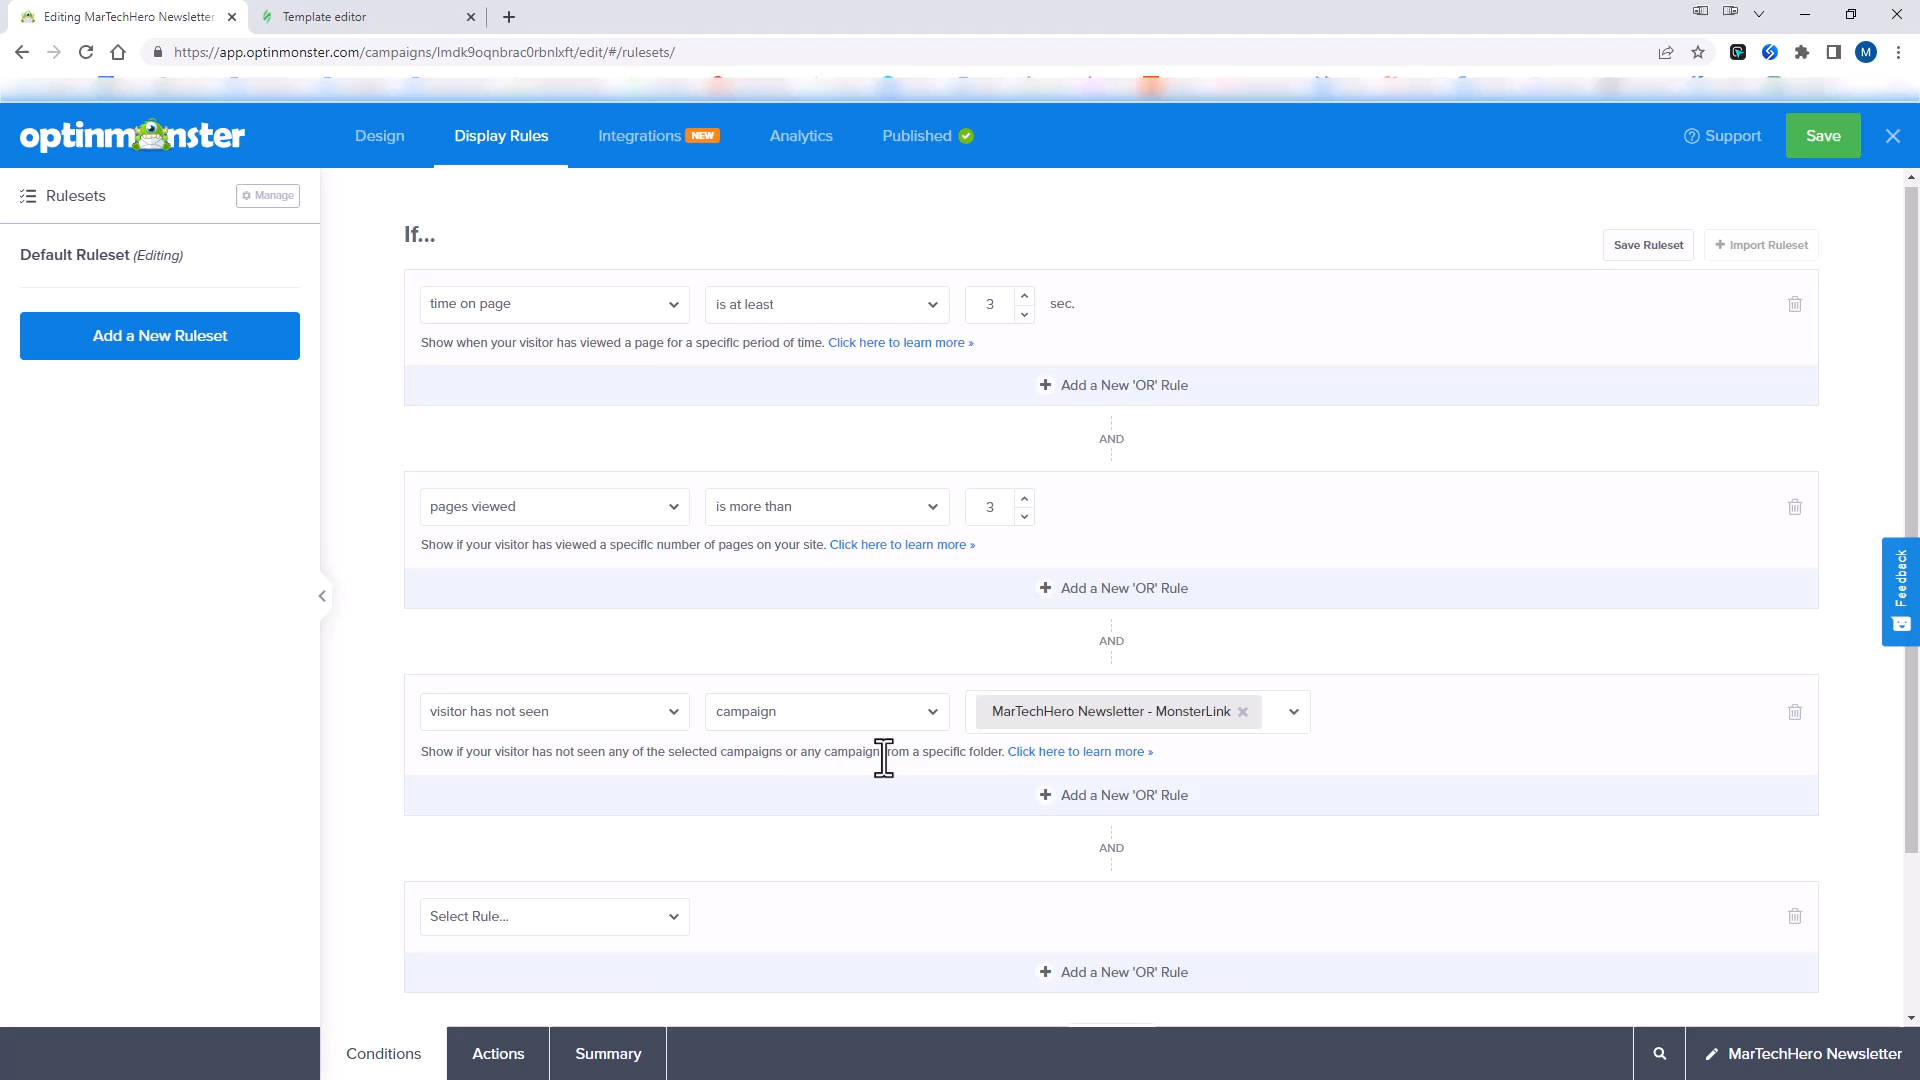 Editing MarTechHero Newsletter
Template editor
https://app.optinmonster.com/campaigns/lmdk9oqnbrac0rbnlxft/edit/#/rulesets/
M
optinmonster
Design
Display Rules
Integrations NEW
Analytics
Published
Support
Save
Rulesets
Manage
Default Ruleset (Editing)
Add a New Ruleset
If...
Save Ruleset
Import Ruleset
time on page
is at least
3
sec.
Show when your visitor has viewed a page for a specific period of time. Click here to learn more »
Add a New 'OR' Rule
AND
pages viewed
is more than
3
Show if your visitor has viewed a specific number of pages on your site. Click here to learn more »
Add a New 'OR' Rule
AND
visitor has not seen
campaign
MarTechHero Newsletter - MonsterLink
Show if your visitor has not seen any of the selected campaigns or any campaign from a specific folder. Click here to learn more »
Add a New 'OR' Rule
AND
Select Rule...
Add a New 'OR' Rule
Feedback
Conditions
Actions
Summary
MarTechHero Newsletter